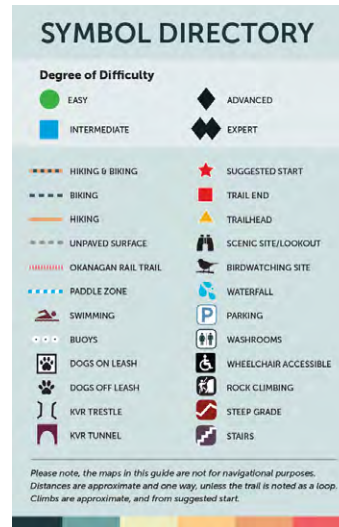 SYMBOL DIRECTORY
Degree of Difficulty
EASY
ADVANCED
INTERMEDIATE
EXPERT
HIKING & BIKING
SUGGESTED START
BIKING
TRAIL END
HIKING
TRAILHEAD
UNPAVED SURFACE
SCENIC SITE/LOOKOUT
OKANAGAN RAIL TRAIL
BIRDWATCHING SITE
PADDLE ZONE
WATERFALL
SWIMMING
P PARKING
BUOYS
WASHROOMS
DOGS ON LEASH
WHEELCHAIR ACCESSIBLE
DOGS OFF LEASH
ROCK CLIMBING
KVR TRESTLE
STEEP GRADE
KVR TUNNEL
STAIRS
Please note, the maps in this guide are not for navigational purposes.
Distances are approximate and one way, unless the trail is noted as a loop.
Climbs are approximate, and from suggested start.